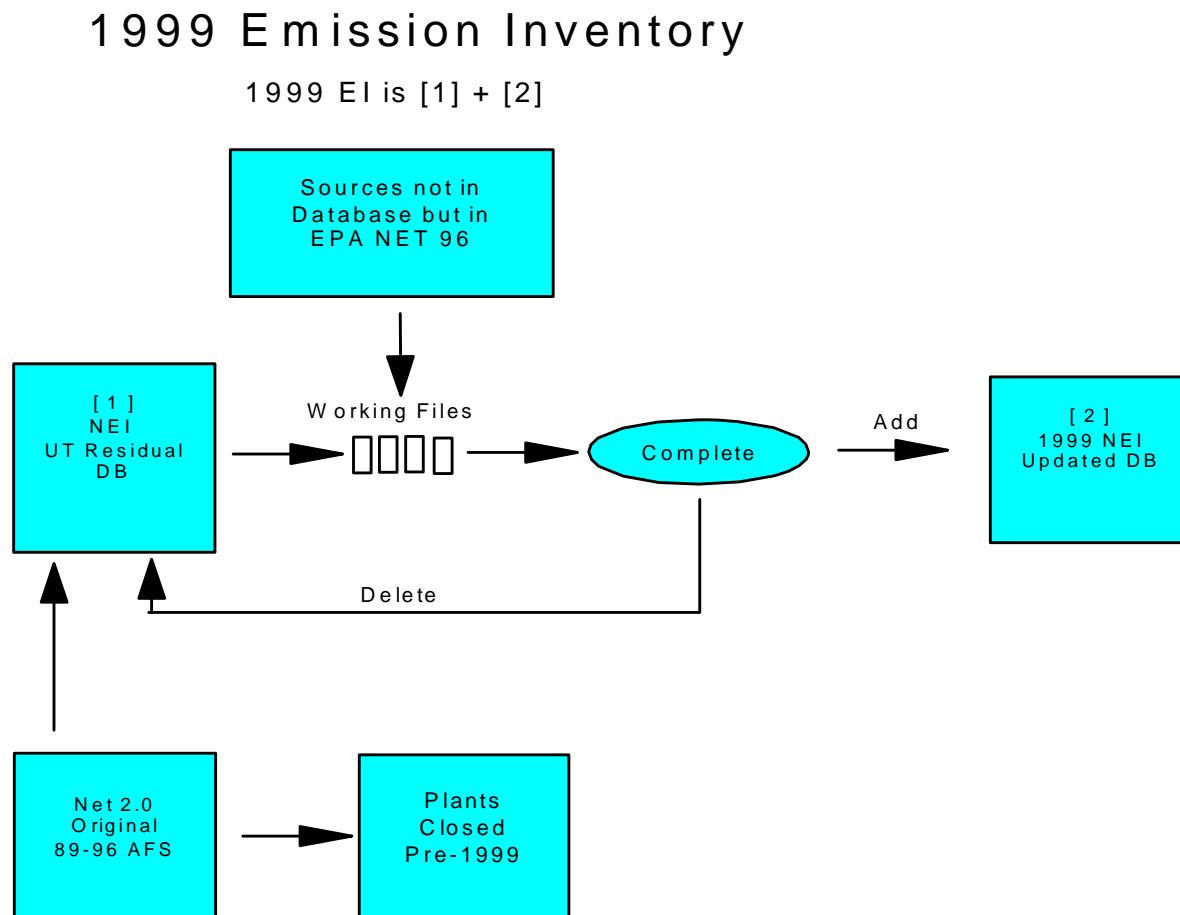 1999 Emission Inventory
1999 EI is [1] + [2]
Sources not in
Database but in
EPA NET 96
[1]
NEI
UT Residual
DB
Working Files
Complete
Add
[2]
1999 NEI
Updated DB
Delete
Net 2.0
Original
89-96 AFS
Plants
Closed
Pre-1999